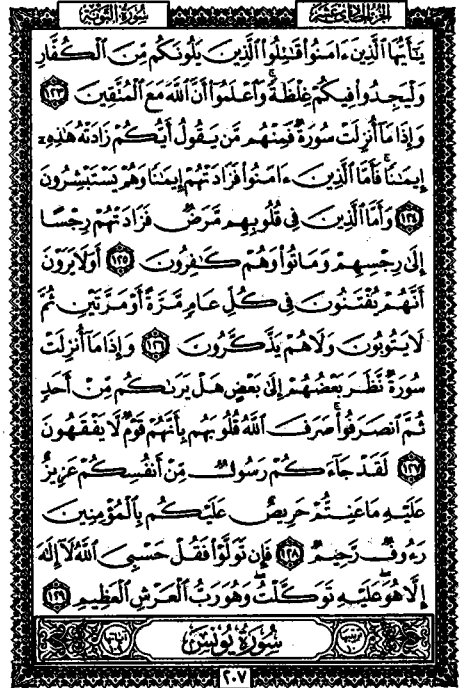 سُورَةُ التَّوْبَةِ
يَٰٓأَيُّهَا ٱلَّذِينَ ءَامَنُوا۟ قَٰتِلُوا۟ ٱلَّذِينَ يَلُونَكُم مِّنَ ٱلْكُفَّارِ
وَلْيَجِدُوا۟ فِيكُمْ غِلْظَةً ۚ وَٱعْلَمُوٓا۟ أَنَّ ٱللَّهَ مَعَ ٱلْمُتَّقِينَ ١٢٣
وَإِذَا مَآ أُنزِلَتْ سُورَةٌ فَمِنْهُم مَّن يَقُولُ أَيُّكُمْ زَادَتْهُ هَٰذِهِۦٓ
إِيمَٰنًا ۚ فَأَمَّا ٱلَّذِينَ ءَامَنُوا۟ فَزَادَتْهُمْ إِيمَٰنًا وَهُمْ يَسْتَبْشِرُونَ
١٢٤ وَأَمَّا ٱلَّذِينَ فِى قُلُوبِهِم مَّرَضٌ فَزَادَتْهُمْ رِجْسًا
إِلَىٰ رِجْسِهِمْ وَمَاتُوا۟ وَهُمْ كَٰفِرُونَ ١٢٥ أَوَلَا يَرَوْنَ
أَنَّهُمْ يُفْتَنُونَ فِى كُلِّ عَامٍ مَّرَّةً أَوْ مَرَّتَيْنِ ثُمَّ
لَا يَتُوبُونَ وَلَا هُمْ يَذَّكَّرُونَ ١٢٦ وَإِذَا مَآ أُنزِلَتْ
سُورَةٌ نَّظَرَ بَعْضُهُمْ إِلَىٰ بَعْضٍ هَلْ يَرَىٰكُم مِّنْ أَحَدٍ
ثُمَّ ٱنصَرَفُوا۟ ۚ صَرَفَ ٱللَّهُ قُلُوبَهُم بِأَنَّهُمْ قَوْمٌ لَّا يَفْقَهُونَ
١٢٧ لَقَدْ جَآءَكُمْ رَسُولٌ مِّنْ أَنفُسِكُمْ عَزِيزٌ
عَلَيْهِ مَا عَنِتُّمْ حَرِيصٌ عَلَيْكُم بِٱلْمُؤْمِنِينَ
رَءُوفٌ رَّحِيمٌ ١٢٨ فَإِن تَوَلَّوْا۟ فَقُلْ حَسْبِىَ ٱللَّهُ لَآ إِلَٰهَ
إِلَّا هُوَ ۖ عَلَيْهِ تَوَكَّلْتُ ۖ وَهُوَ رَبُّ ٱلْعَرْشِ ٱلْعَظِيمِ ١٢٩
سُورَةُ يُونُسَ
٢٠٧